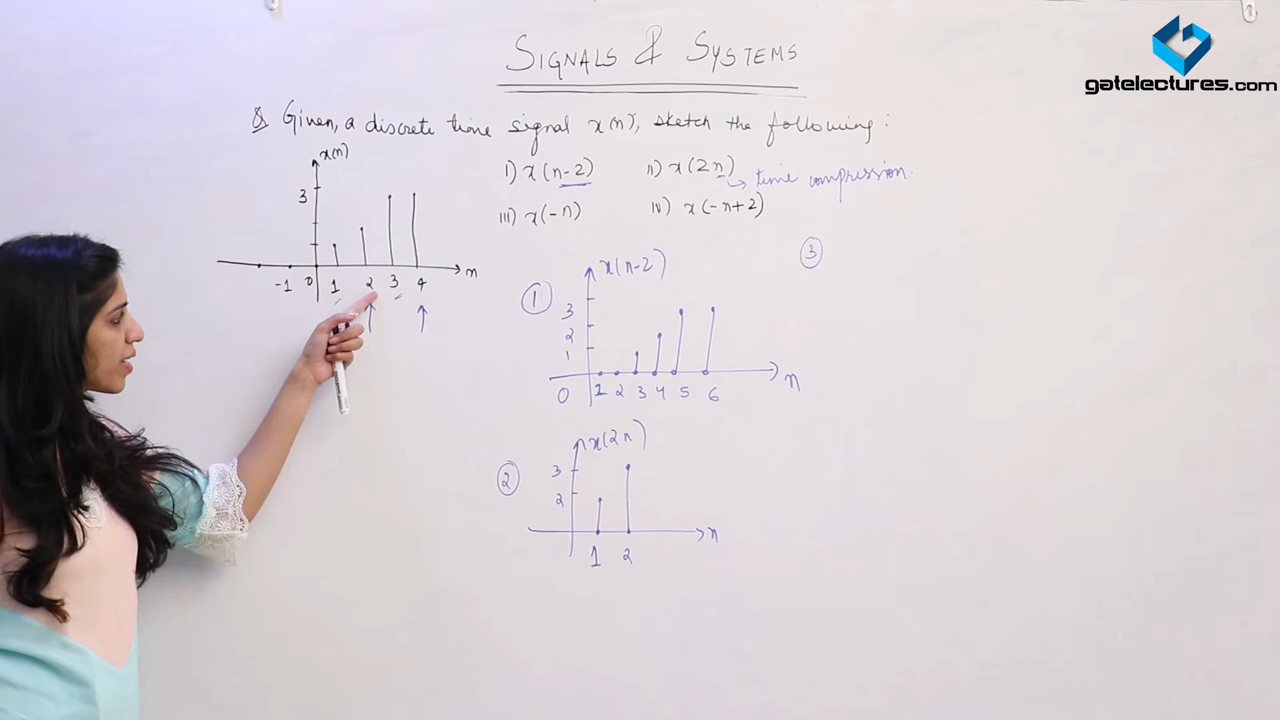 SIGNALS & SYSTEMS
gatelectures.com
Q Given, a discrete time signal x(n), sketch the following:
x(n)
3
-1 0 1 2 3 4 n
i) x(n-2) ii) x(2n) → time compression.
iii) x(-n) iv) x(-n+2)
① x(n-2)
3
2
1
0 1 2 3 4 5 6 n
② x(2n)
3
2
1 2 n
③